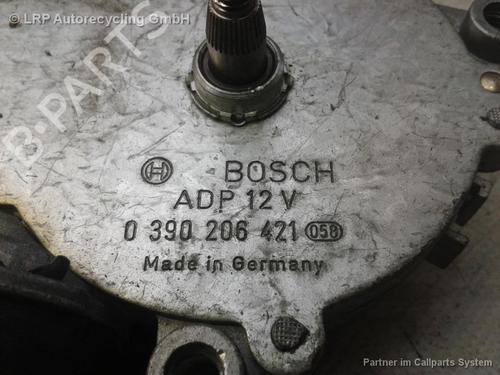 © LRP Autorecycling GmbH
B-PARTS
BOSCH
ADP 12 V
0 390 206 421 058
Made in Germany
Partner im Callparts System